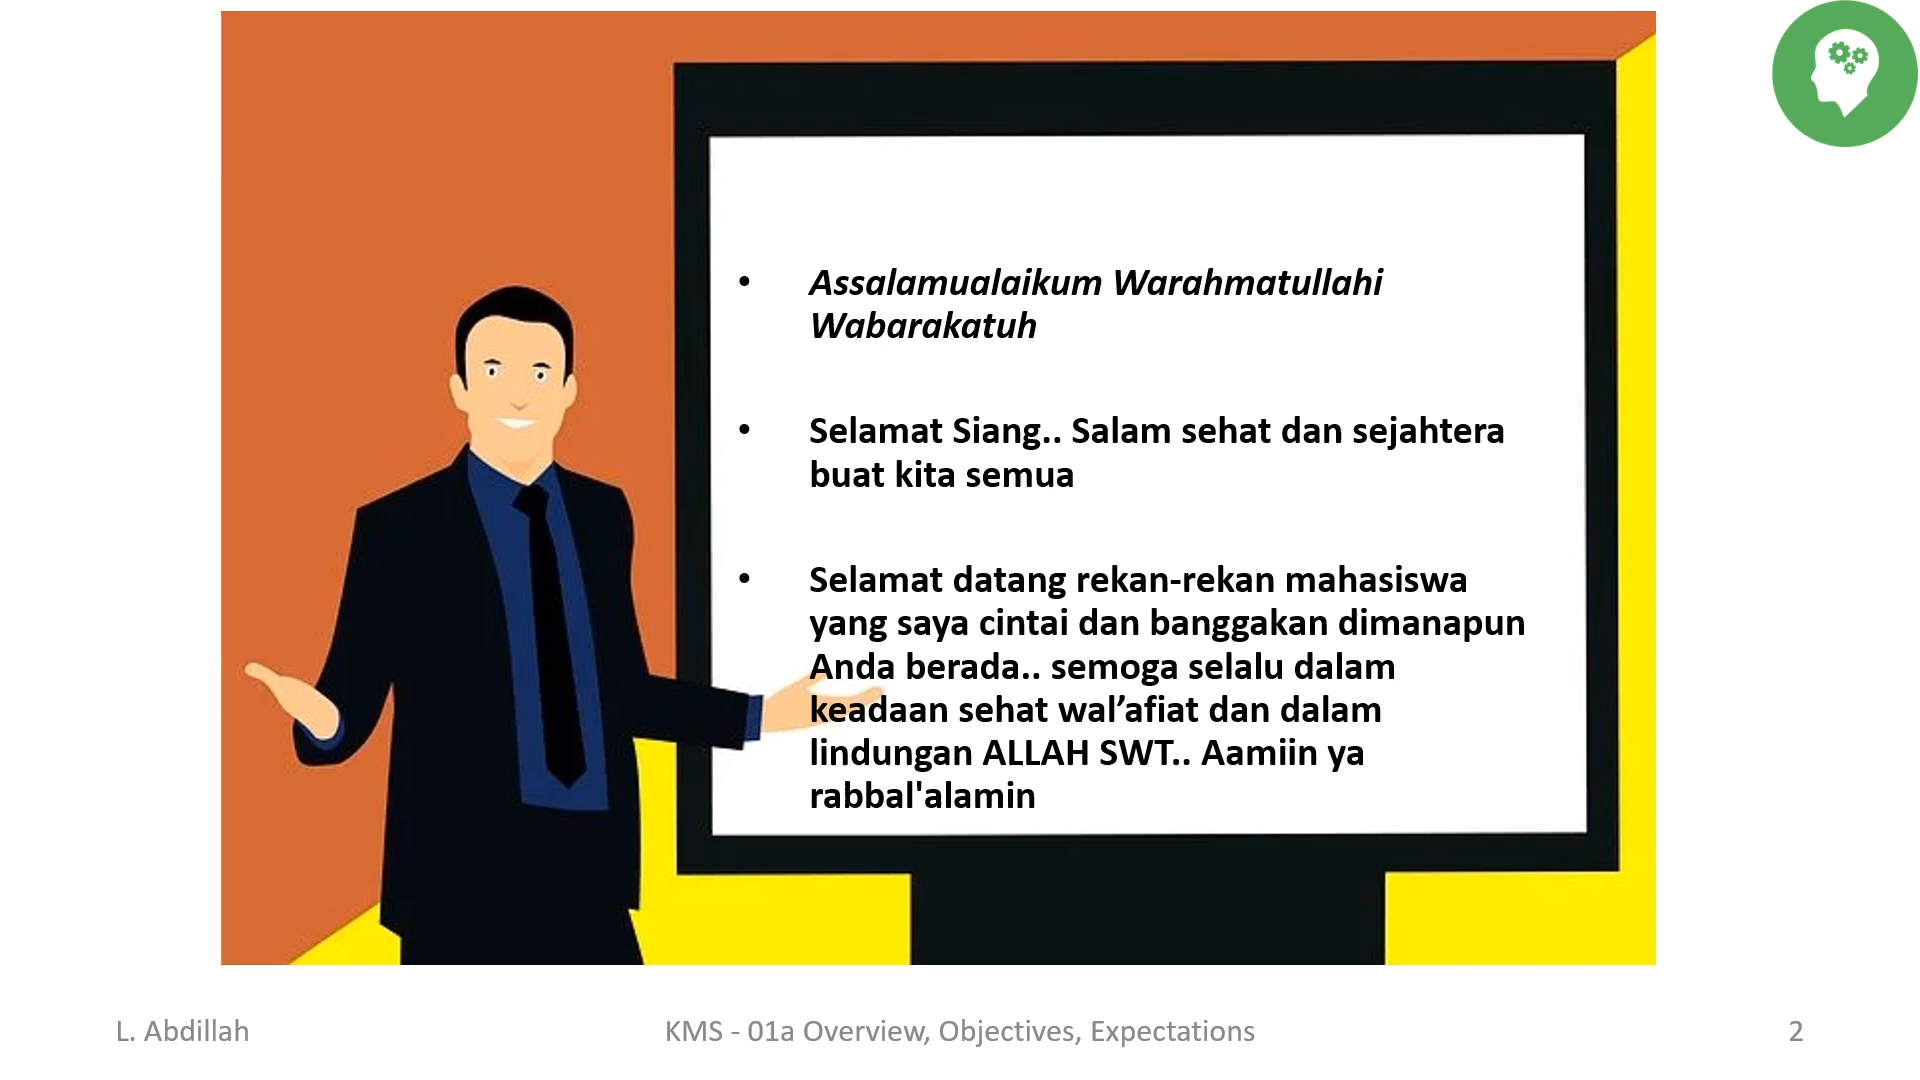 • Assalamualaikum Warahmatullahi
Wabarakatuh
• Selamat Siang.. Salam sehat dan sejahtera
buat kita semua
• Selamat datang rekan-rekan mahasiswa
yang saya cintai dan banggakan dimanapun
Anda berada.. semoga selalu dalam
keadaan sehat wal’afiat dan dalam
lindungan ALLAH SWT.. Aamiin ya
rabbal'alamin
L. Abdillah
KMS - 01a Overview, Objectives, Expectations
2